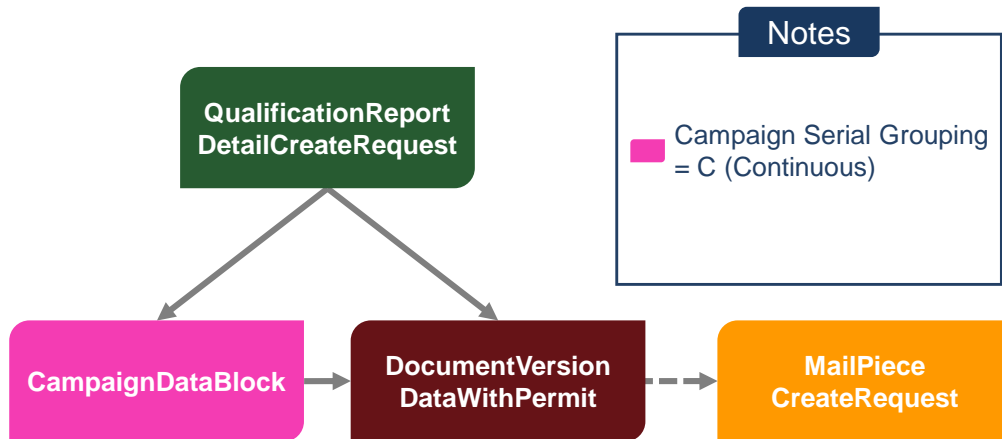 Notes
QualificationReport
DetailCreateRequest
Campaign Serial Grouping
= C (Continuous)
CampaignDataBlock
DocumentVersion
DataWithPermit
MailPiece
CreateRequest